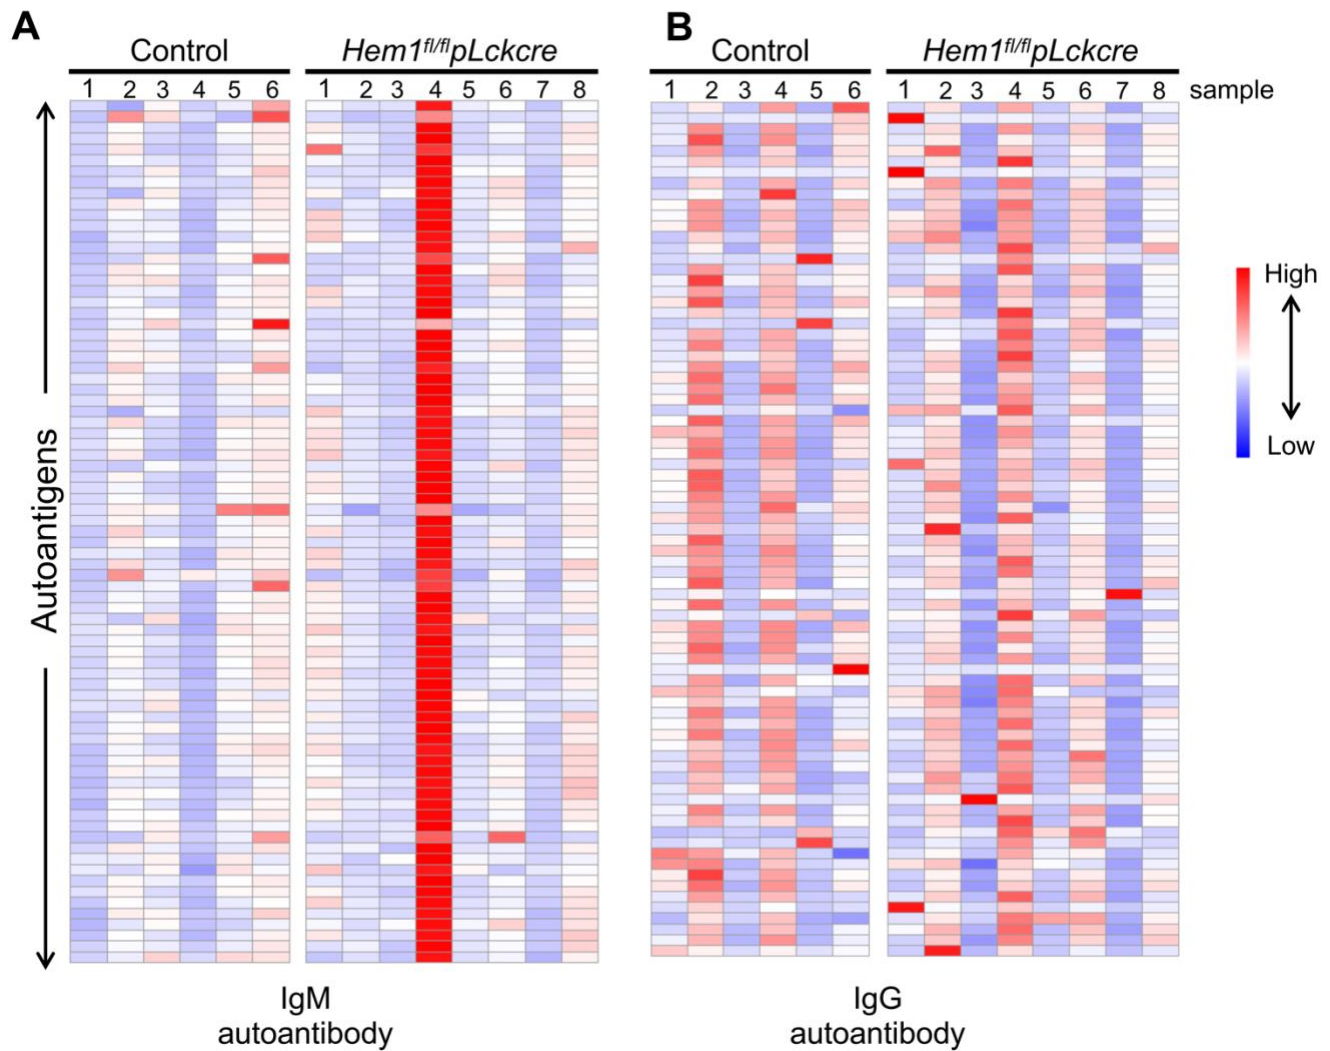 A
B
Control Hem1fl/flpLckcre Control Hem1fl/flpLckcre
1 2 3 4 5 6 1 2 3 4 5 6 7 8 1 2 3 4 5 6 1 2 3 4 5 6 7 8 sample
Autoantigens
High
Low
IgM
autoantibody
IgG
autoantibody